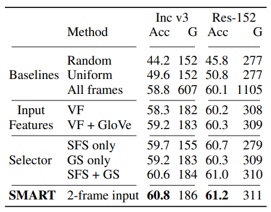 Inc v3 Res-152
Method Acc G Acc G
Random 44.2 152 45.8 277
Baselines Uniform 49.6 152 50.8 277
All frames 58.8 607 60.1 1105
Input VF 58.3 182 60.2 308
Features VF + GloVe 59.2 183 60.3 309
SFS only 59.7 155 60.7 279
Selector GS only 59.2 183 60.3 309
SFS + GS 60.6 184 61.0 310
SMART 2-frame input 60.8 186 61.2 311